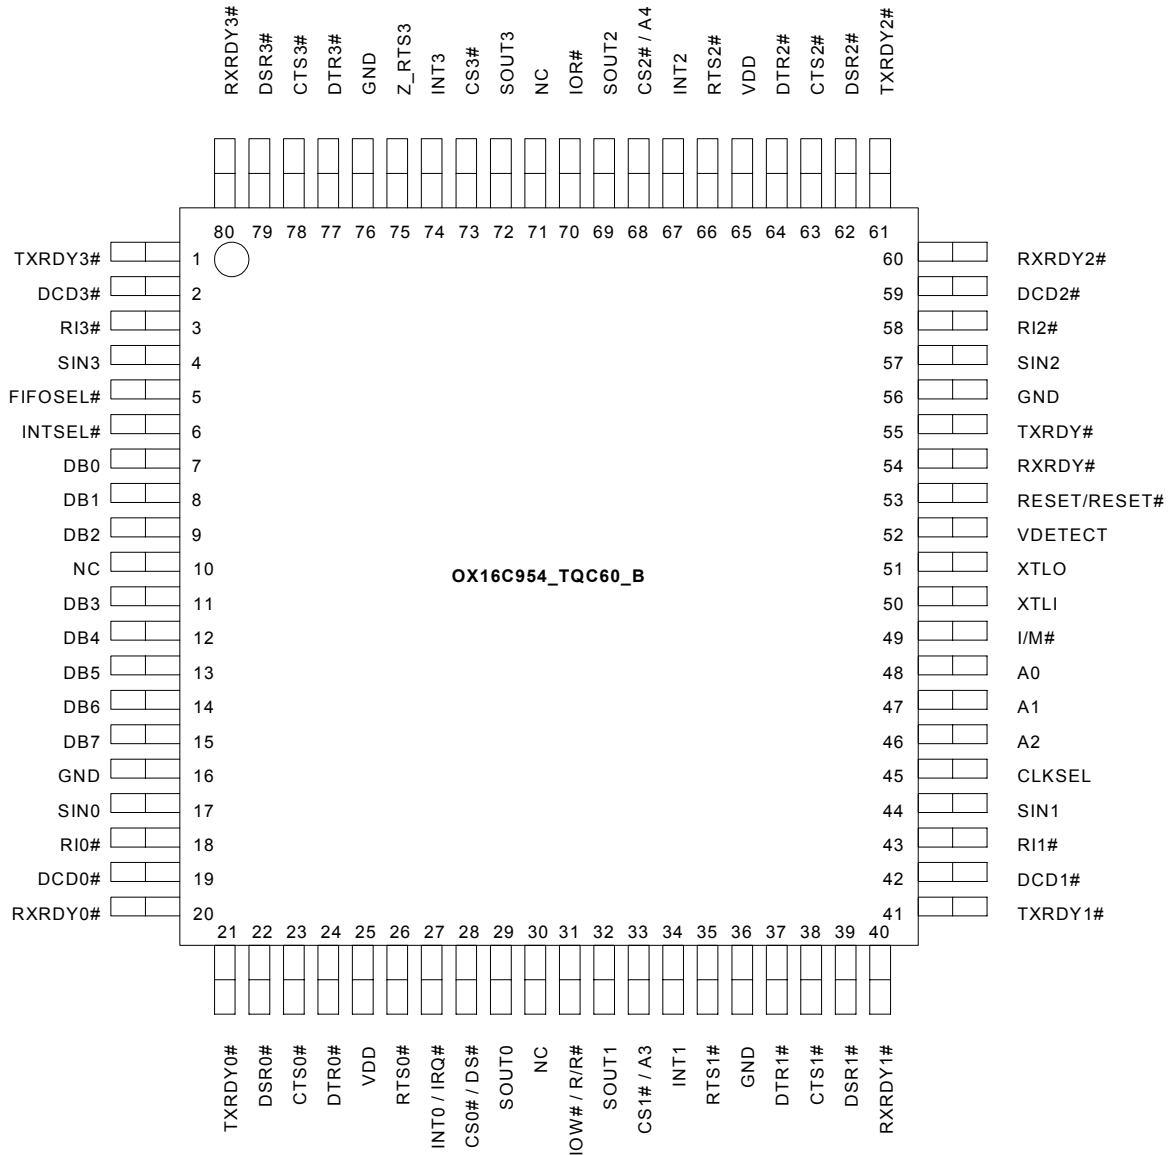 RXRDY3#
DSR3#
CTS3#
DTR3#
GND
Z_RTS3
INT3
CS3#
SOUT3
NC
IOR#
SOUT2
CS2# / A4
INT2
RTS2#
VDD
DTR2#
CTS2#
DSR2#
TXRDY2#
80 79 78 77 76 75 74 73 72 71 70 69 68 67 66 65 64 63 62 61
TXRDY3# 1 60 RXRDY2#
DCD3# 2 59 DCD2#
RI3# 3 58 RI2#
SIN3 4 57 SIN2
FIFOSEL# 5 56 GND
INTSEL# 6 55 TXRDY#
DB0 7 54 RXRDY#
DB1 8 53 RESET/RESET#
DB2 9 52 VDETECT
NC 10 51 XTLO
OX16C954_TQC60_B
DB3 11 50 XTLI
DB4 12 49 I/M#
DB5 13 48 A0
DB6 14 47 A1
DB7 15 46 A2
GND 16 45 CLKSEL
SIN0 17 44 SIN1
RI0# 18 43 RI1#
DCD0# 19 42 DCD1#
RXRDY0# 20 41 TXRDY1#
21 22 23 24 25 26 27 28 29 30 31 32 33 34 35 36 37 38 39 40
TXRDY0#
DSR0#
CTS0#
DTR0#
VDD
RTS0#
INT0 / IRQ#
CS0# / DS#
SOUT0
NC
IOW# / R/R#
SOUT1
CS1# / A3
INT1
RTS1#
GND
DTR1#
CTS1#
DSR1#
RXRDY1#